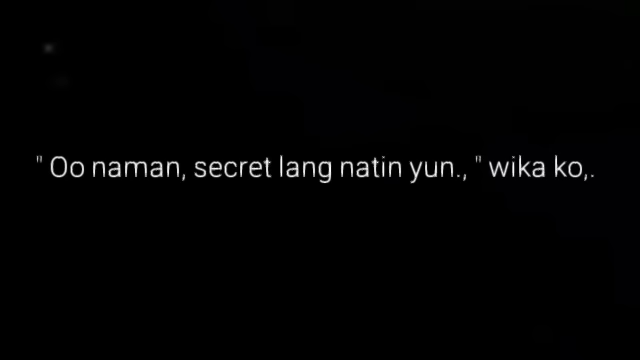 " Oo naman, secret lang natin yun., " wika ko,.